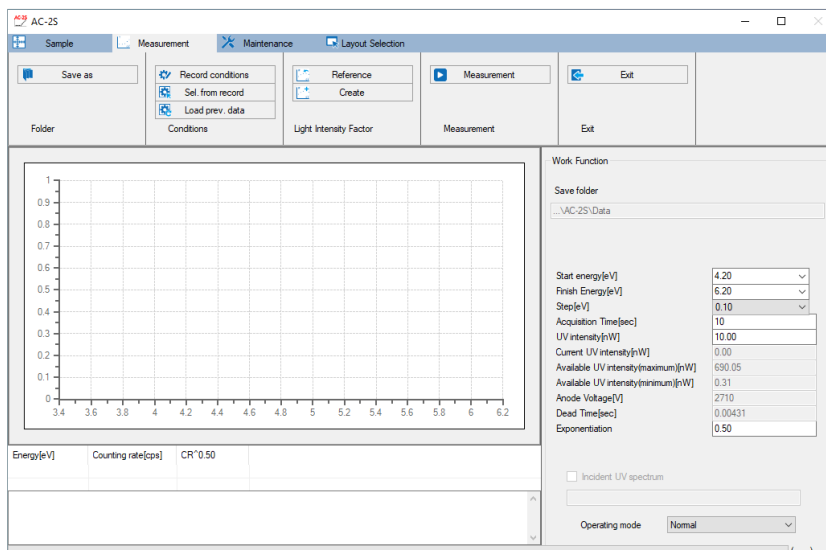 AC-2S AC-2S
Sample Measurement Maintenance Layout Selection
Save as Record conditions Reference Measurement Exit
Sel. from record Create
Load prev. data
Folder Conditions Light Intensity Factor Measurement Exit
Work Function
Save folder
...\AC-2S\Data
1
0.9
0.8
0.7
0.6
0.5
0.4
0.3
0.2
0.1
0
3.4 3.6 3.8 4 4.2 4.4 4.6 4.8 5 5.2 5.4 5.6 5.8 6 6.2
Start energy[eV] 4.20
Finish Energy[eV] 6.20
Step[eV] 0.10
Acquisition Time[sec] 10
UV intensity[nW] 10.00
Current UV intensity[nW] 0.00
Available UV intensity(maximum)[nW] 690.05
Available UV intensity(minimum)[nW] 0.31
Anode Voltage[V] 2710
Dead Time[sec] 0.00431
Exponentiation 0.50
Energy[eV] Counting rate[cps] CR^0.50
Incident UV spectrum
Operating mode Normal